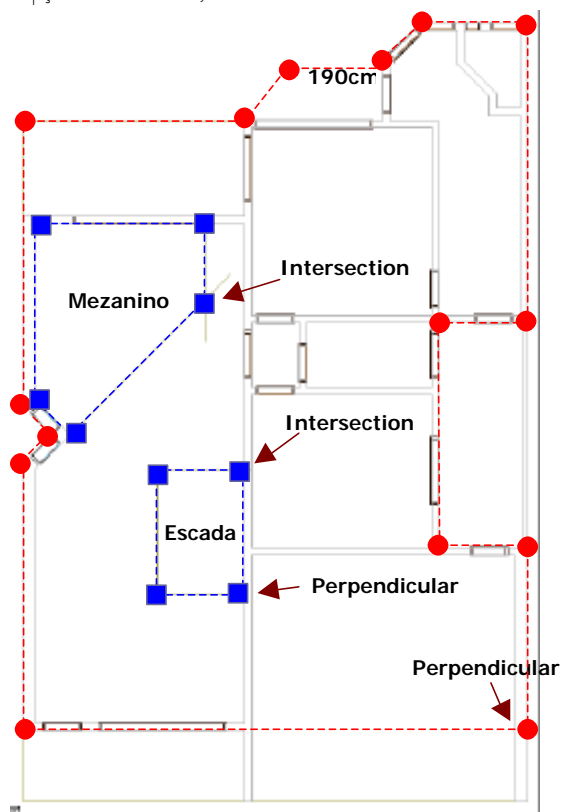 190cm
Intersection
Mezanino
Intersection
Escada
Perpendicular
Perpendicular